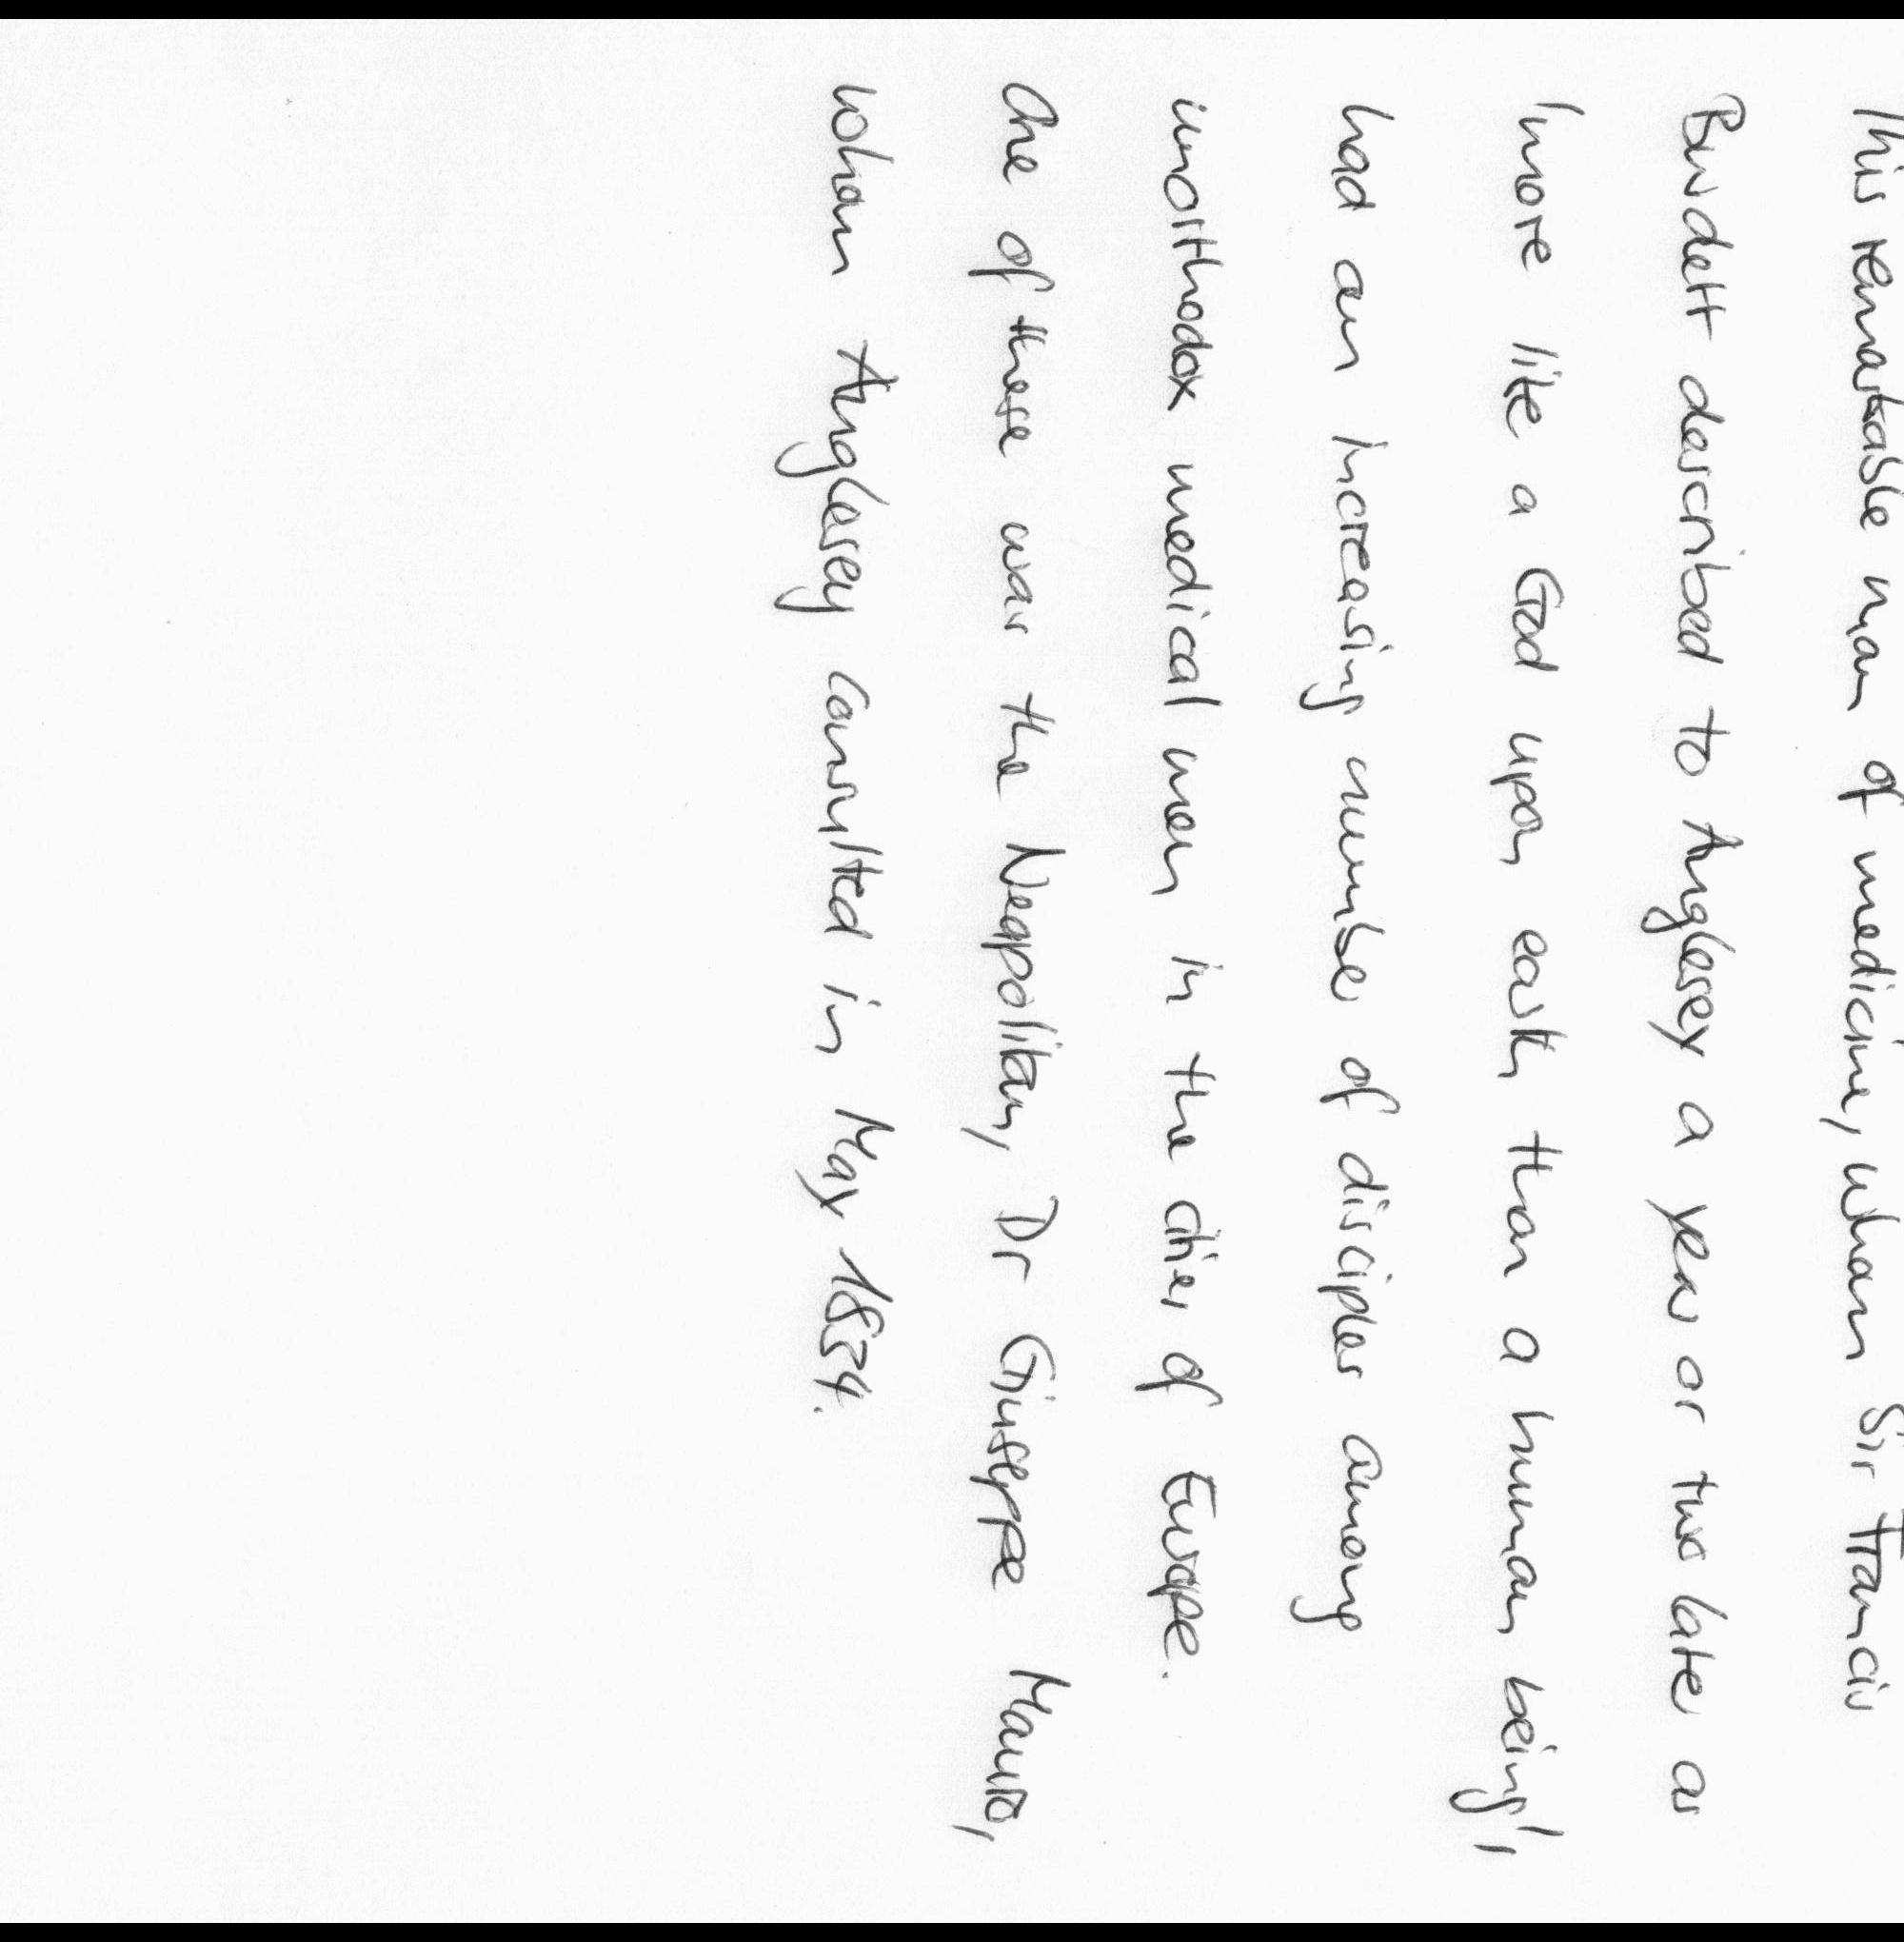 This remarkable man of medicine, whom Sir Francis
Burdett described to Anglesey a year or two later as
'more like a God upon earth than a human being',
had an increasing number of disciples among
unorthodox medical men in the cities of Europe.
One of these was the Neapolitan, Dr Giuseppe Mauro,
whom Anglesey consulted in May 1834.